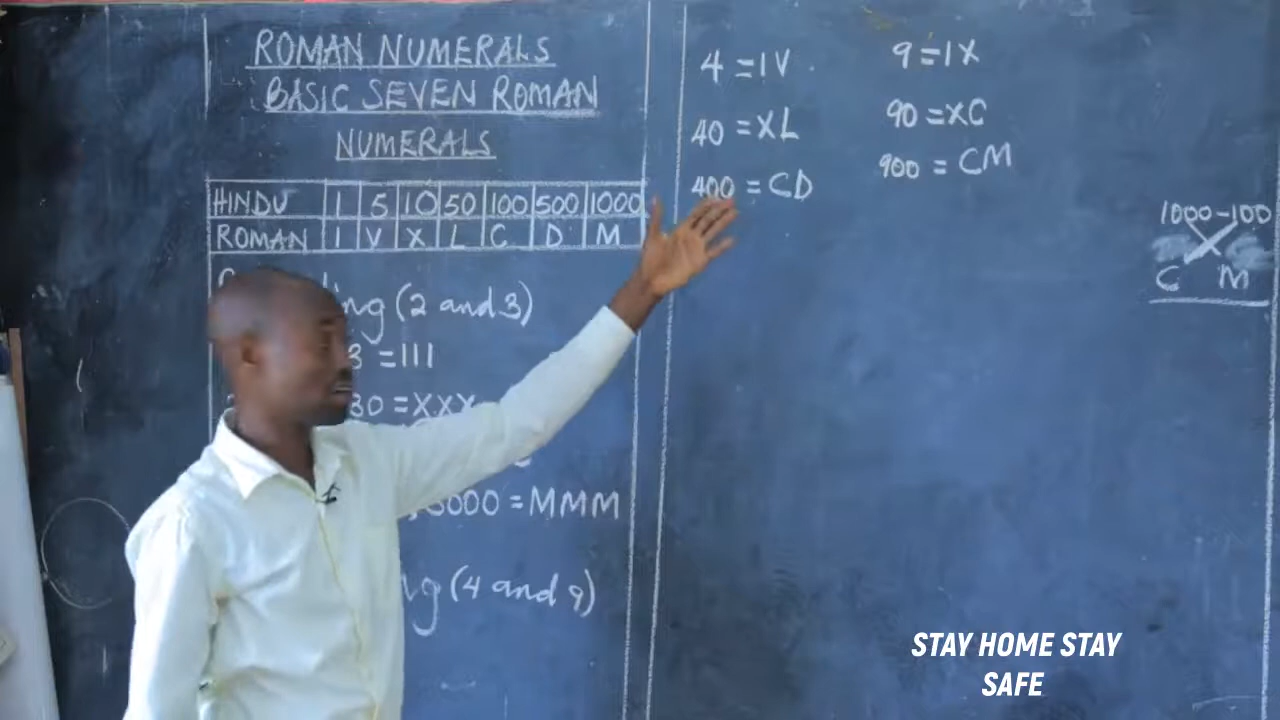 ROMAN NUMERALS
BASIC SEVEN ROMAN
NUMERALS
HINDU 1 5 10 50 100 500 1000
ROMAN I V X L C D M
(2 and 3)
3 = III
30 = XXX
3000 = MMM
(4 and 9)
4 = IV
40 = XL
400 = CD
9 = IX
90 = XC
900 = CM
1000-100
C M
STAY HOME STAY
SAFE